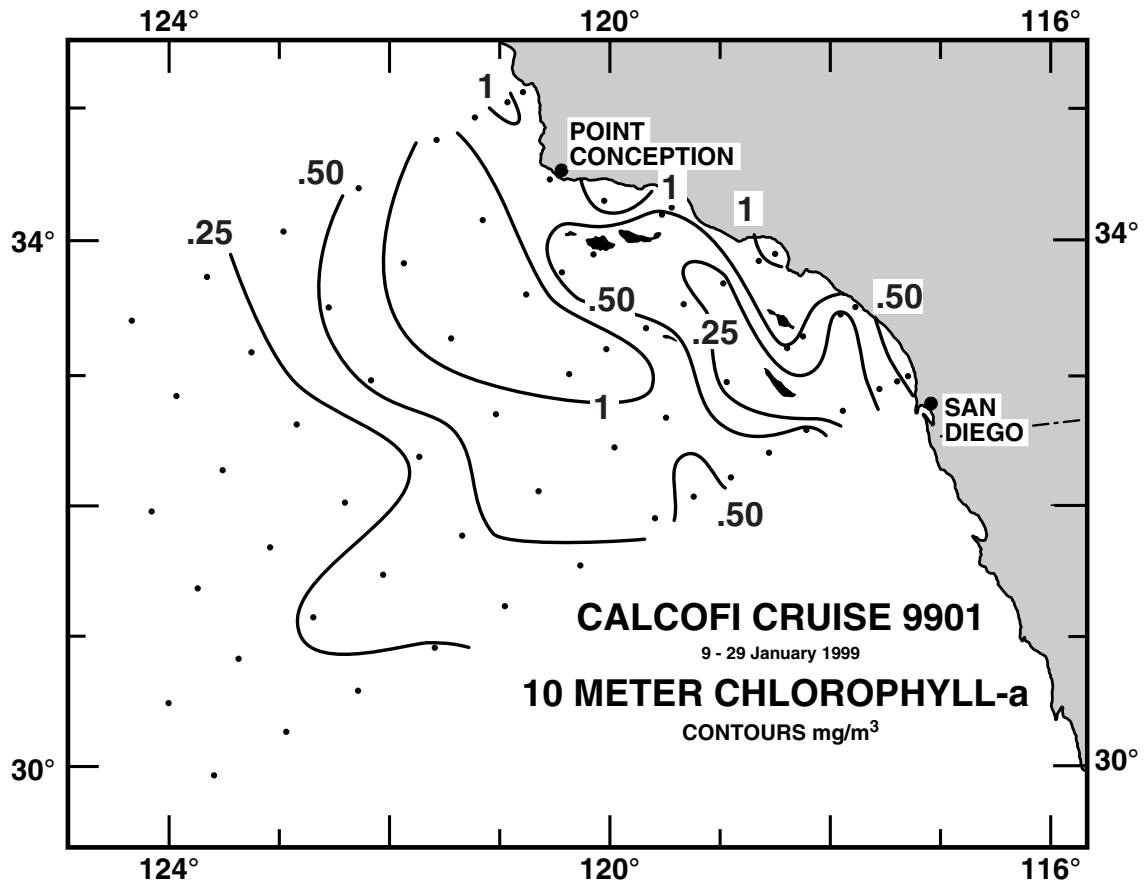 124°
120°
116°
1
POINT
CONCEPTION
.50
1
1
.25
34°
34°
.50
.50
.25
1
SAN
DIEGO
.50
CALCOFI CRUISE 9901
9 - 29 January 1999
10 METER CHLOROPHYLL-a
CONTOURS mg/m³
30°
30°
124°
120°
116°